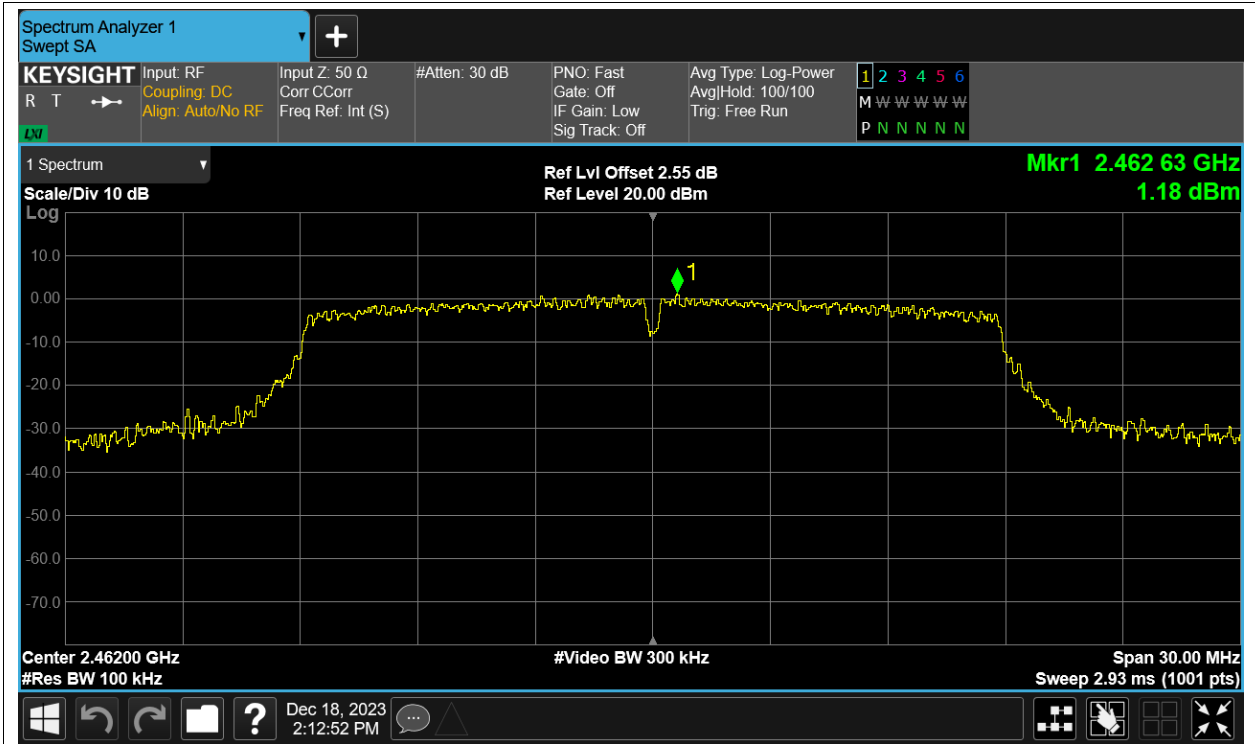 Spectrum Analyzer 1
Swept SA
KEYSIGHT
R T
LXI
Input: RF
Coupling: DC
Align: Auto/No RF
Input Z: 50 Ω
Corr CCorr
Freq Ref: Int (S)
#Atten: 30 dB
PNO: Fast
Gate: Off
IF Gain: Low
Sig Track: Off
Avg Type: Log-Power
Avg|Hold: 100/100
Trig: Free Run
1 2 3 4 5 6
M W W W W W W
P N N N N N N
1 Spectrum
Scale/Div 10 dB
Ref Lvl Offset 2.55 dB
Ref Level 20.00 dBm
Mkr1 2.462 63 GHz
1.18 dBm
Log
10.0
0.00
-10.0
-20.0
-30.0
-40.0
-50.0
-60.0
-70.0
1
Center 2.46200 GHz
#Res BW 100 kHz
#Video BW 300 kHz
Span 30.00 MHz
Sweep 2.93 ms (1001 pts)
?
Dec 18, 2023
2:12:52 PM